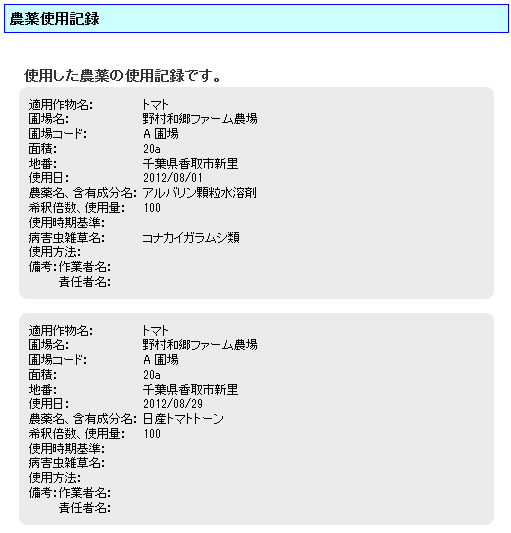 農薬使用記録
使用した農薬の使用記録です。
適用作物名: トマト
圃場名: 野村和郷ファーム農場
圃場コード: A 圃場
面積: 20a
地番: 千葉県香取市新里
使用日: 2012/08/01
農薬名、含有成分名: アルバリン顆粒水溶剤
希釈倍数、使用量: 100
使用時期基準:
病害虫雑草名: コナカイガラムシ類
使用方法:
備考:作業者名:
責任者名:
適用作物名: トマト
圃場名: 野村和郷ファーム農場
圃場コード: A 圃場
面積: 20a
地番: 千葉県香取市新里
使用日: 2012/08/29
農薬名、含有成分名: 日産トマトトーン
希釈倍数、使用量: 100
使用時期基準:
病害虫雑草名:
使用方法:
備考:作業者名:
責任者名: